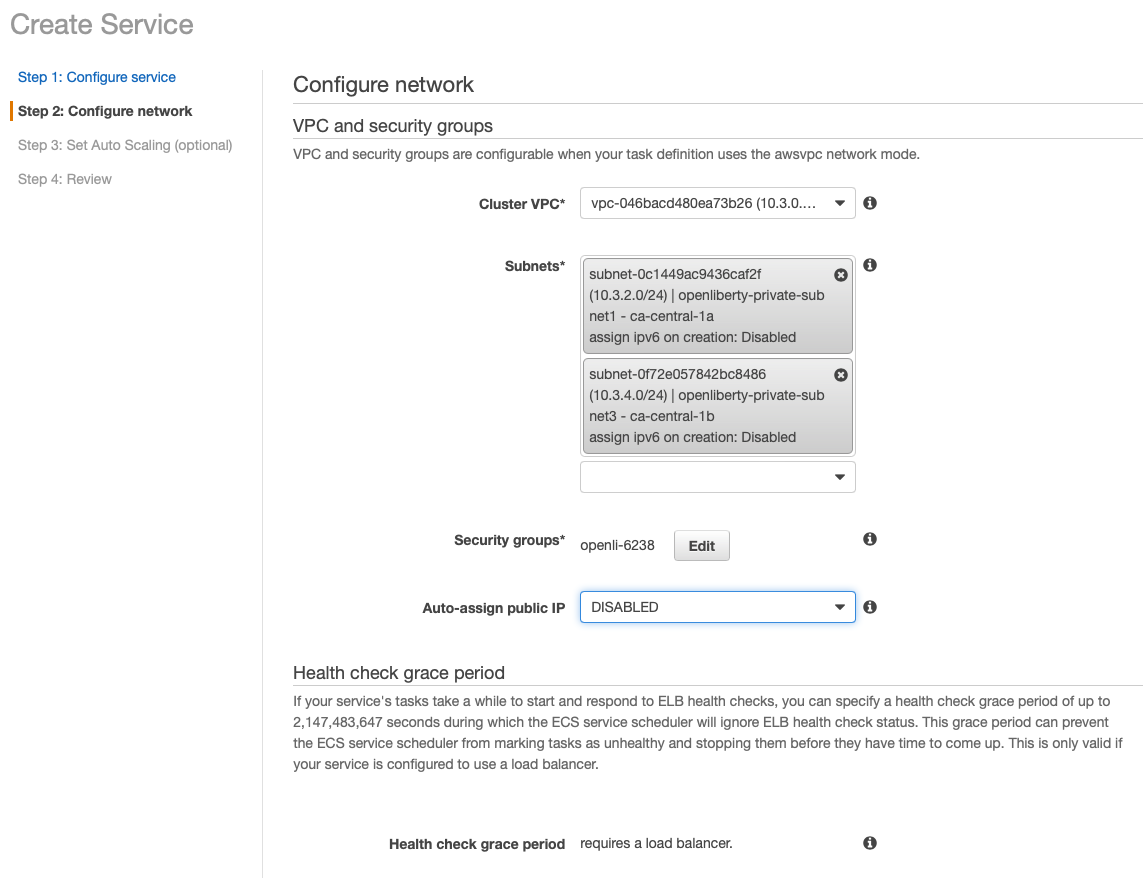 Create Service
Step 1: Configure service
Step 2: Configure network
Step 3: Set Auto Scaling (optional)
Step 4: Review
Configure network
VPC and security groups
VPC and security groups are configurable when your task definition uses the awsvpc network mode.
Cluster VPC*
vpc-046bacd480ea73b26 (10.3.0....
Subnets*
subnet-0c1449ac9436caf2f
(10.3.2.0/24) | openliberty-private-sub
net1 - ca-central-1a
assign ipv6 on creation: Disabled
subnet-0f72e057842bc8486
(10.3.4.0/24) | openliberty-private-sub
net3 - ca-central-1b
assign ipv6 on creation: Disabled
Security groups*
openli-6238
Edit
Auto-assign public IP
DISABLED
Health check grace period
If your service's tasks take a while to start and respond to ELB health checks, you can specify a health check grace period of up to
2,147,483,647 seconds during which the ECS service scheduler will ignore ELB health check status. This grace period can prevent
the ECS service scheduler from marking tasks as unhealthy and stopping them before they have time to come up. This is only valid if
your service is configured to use a load balancer.
Health check grace period
requires a load balancer.